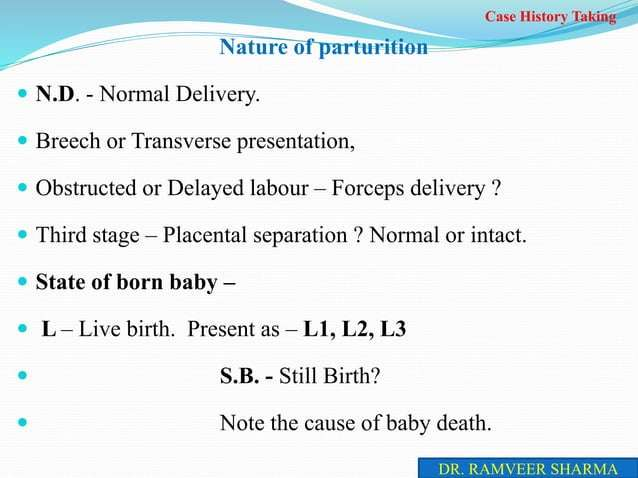 Case History Taking
Nature of parturition
N.D. - Normal Delivery.
Breech or Transverse presentation,
Obstructed or Delayed labour – Forceps delivery ?
Third stage – Placental separation ? Normal or intact.
State of born baby –
L – Live birth. Present as – L1, L2, L3
S.B. - Still Birth?
Note the cause of baby death.
DR. RAMVEER SHARMA